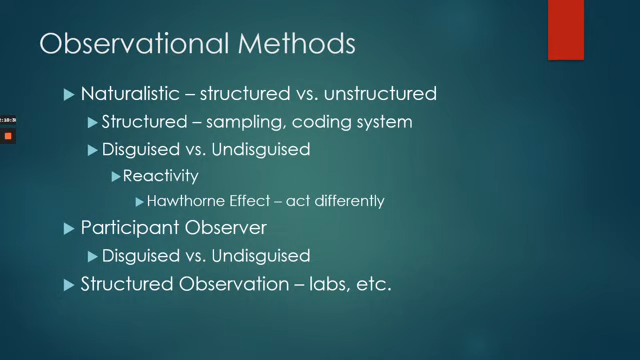 Observational Methods
Naturalistic – structured vs. unstructured
Structured – sampling, coding system
Disguised vs. Undisguised
Reactivity
Hawthorne Effect – act differently
Participant Observer
Disguised vs. Undisguised
Structured Observation – labs, etc.